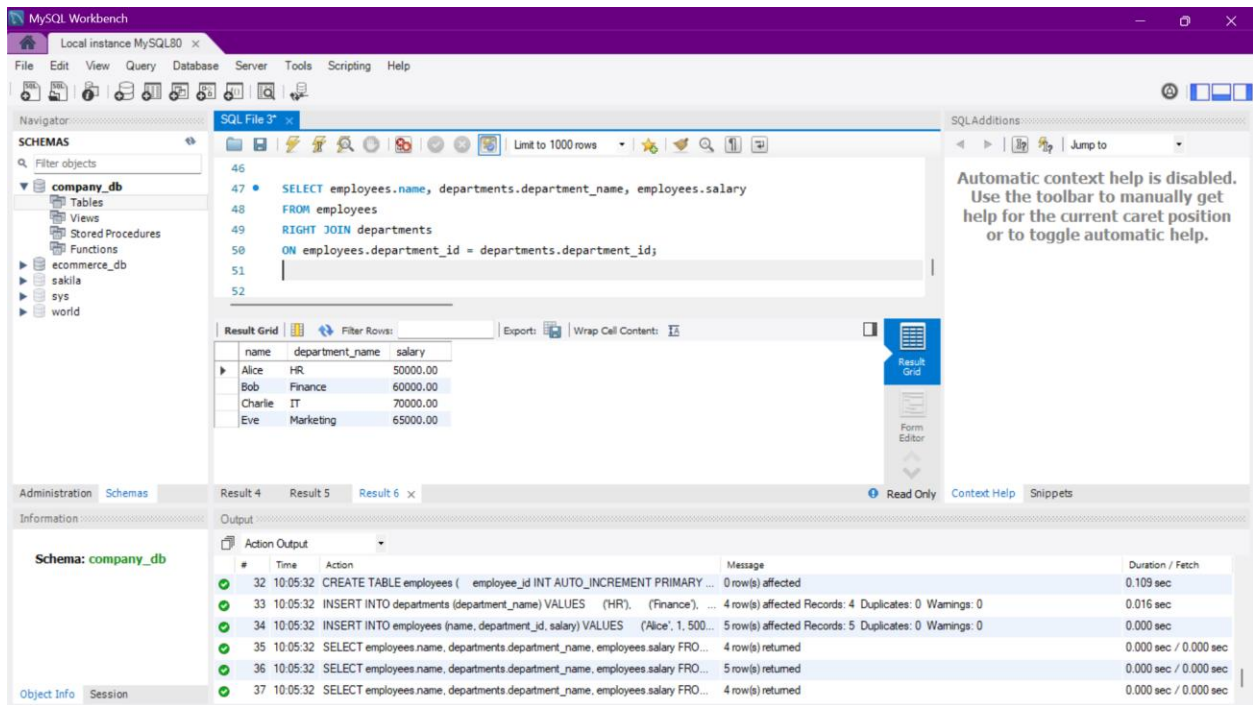 MySQL Workbench
Local instance MySQL80
File Edit View Query Database Server Tools Scripting Help
Navigator
SCHEMAS
Filter objects
company_db
Tables
Views
Stored Procedures
Functions
ecommerce_db
sakila
sys
world
Administration Schemas
Information
Schema: company_db
Object Info Session
SQL File 3*
Limit to 1000 rows
46
47 SELECT employees.name, departments.department_name, employees.salary
48 FROM employees
49 RIGHT JOIN departments
50 ON employees.department_id = departments.department_id;
51
52
Result Grid Filter Rows: Export: Wrap Cell Content:
name department_name salary
Alice HR 50000.00
Bob Finance 60000.00
Charlie IT 70000.00
Eve Marketing 65000.00
Result
Grid
Form
Editor
Result 4 Result 5 Result 6 Read Only
SQLAdditions
Jump to
Automatic context help is disabled.
Use the toolbar to manually get
help for the current caret position
or to toggle automatic help.
Context Help Snippets
Output
Action Output
# Time Action Message Duration / Fetch
32 10:05:32 CREATE TABLE employees ( employee_id INT AUTO_INCREMENT PRIMARY ... 0 row(s) affected 0.109 sec
33 10:05:32 INSERT INTO departments (department_name) VALUES ('HR'), ('Finance'), ... 4 row(s) affected Records: 4 Duplicates: 0 Warnings: 0 0.016 sec
34 10:05:32 INSERT INTO employees (name, department_id, salary) VALUES ('Alice', 1, 500... 5 row(s) affected Records: 5 Duplicates: 0 Warnings: 0 0.000 sec
35 10:05:32 SELECT employees.name, departments.department_name, employees.salary FRO... 4 row(s) returned 0.000 sec / 0.000 sec
36 10:05:32 SELECT employees.name, departments.department_name, employees.salary FRO... 5 row(s) returned 0.000 sec / 0.000 sec
37 10:05:32 SELECT employees.name, departments.department_name, employees.salary FRO... 4 row(s) returned 0.000 sec / 0.000 sec